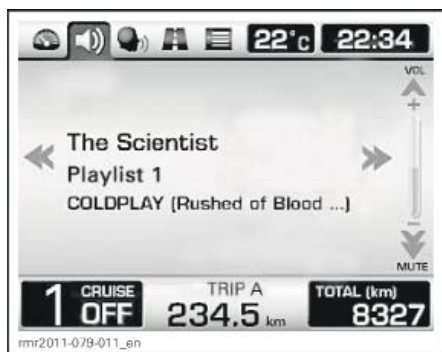 22°C 22:34
VOL
+
The Scientist
Playlist 1
COLDPLAY (Rushed of Blood ...)
−
MUTE
1 CRUISE OFF
TRIP A
234.5 km
TOTAL (km)
8327
rmr2011-079-011_en